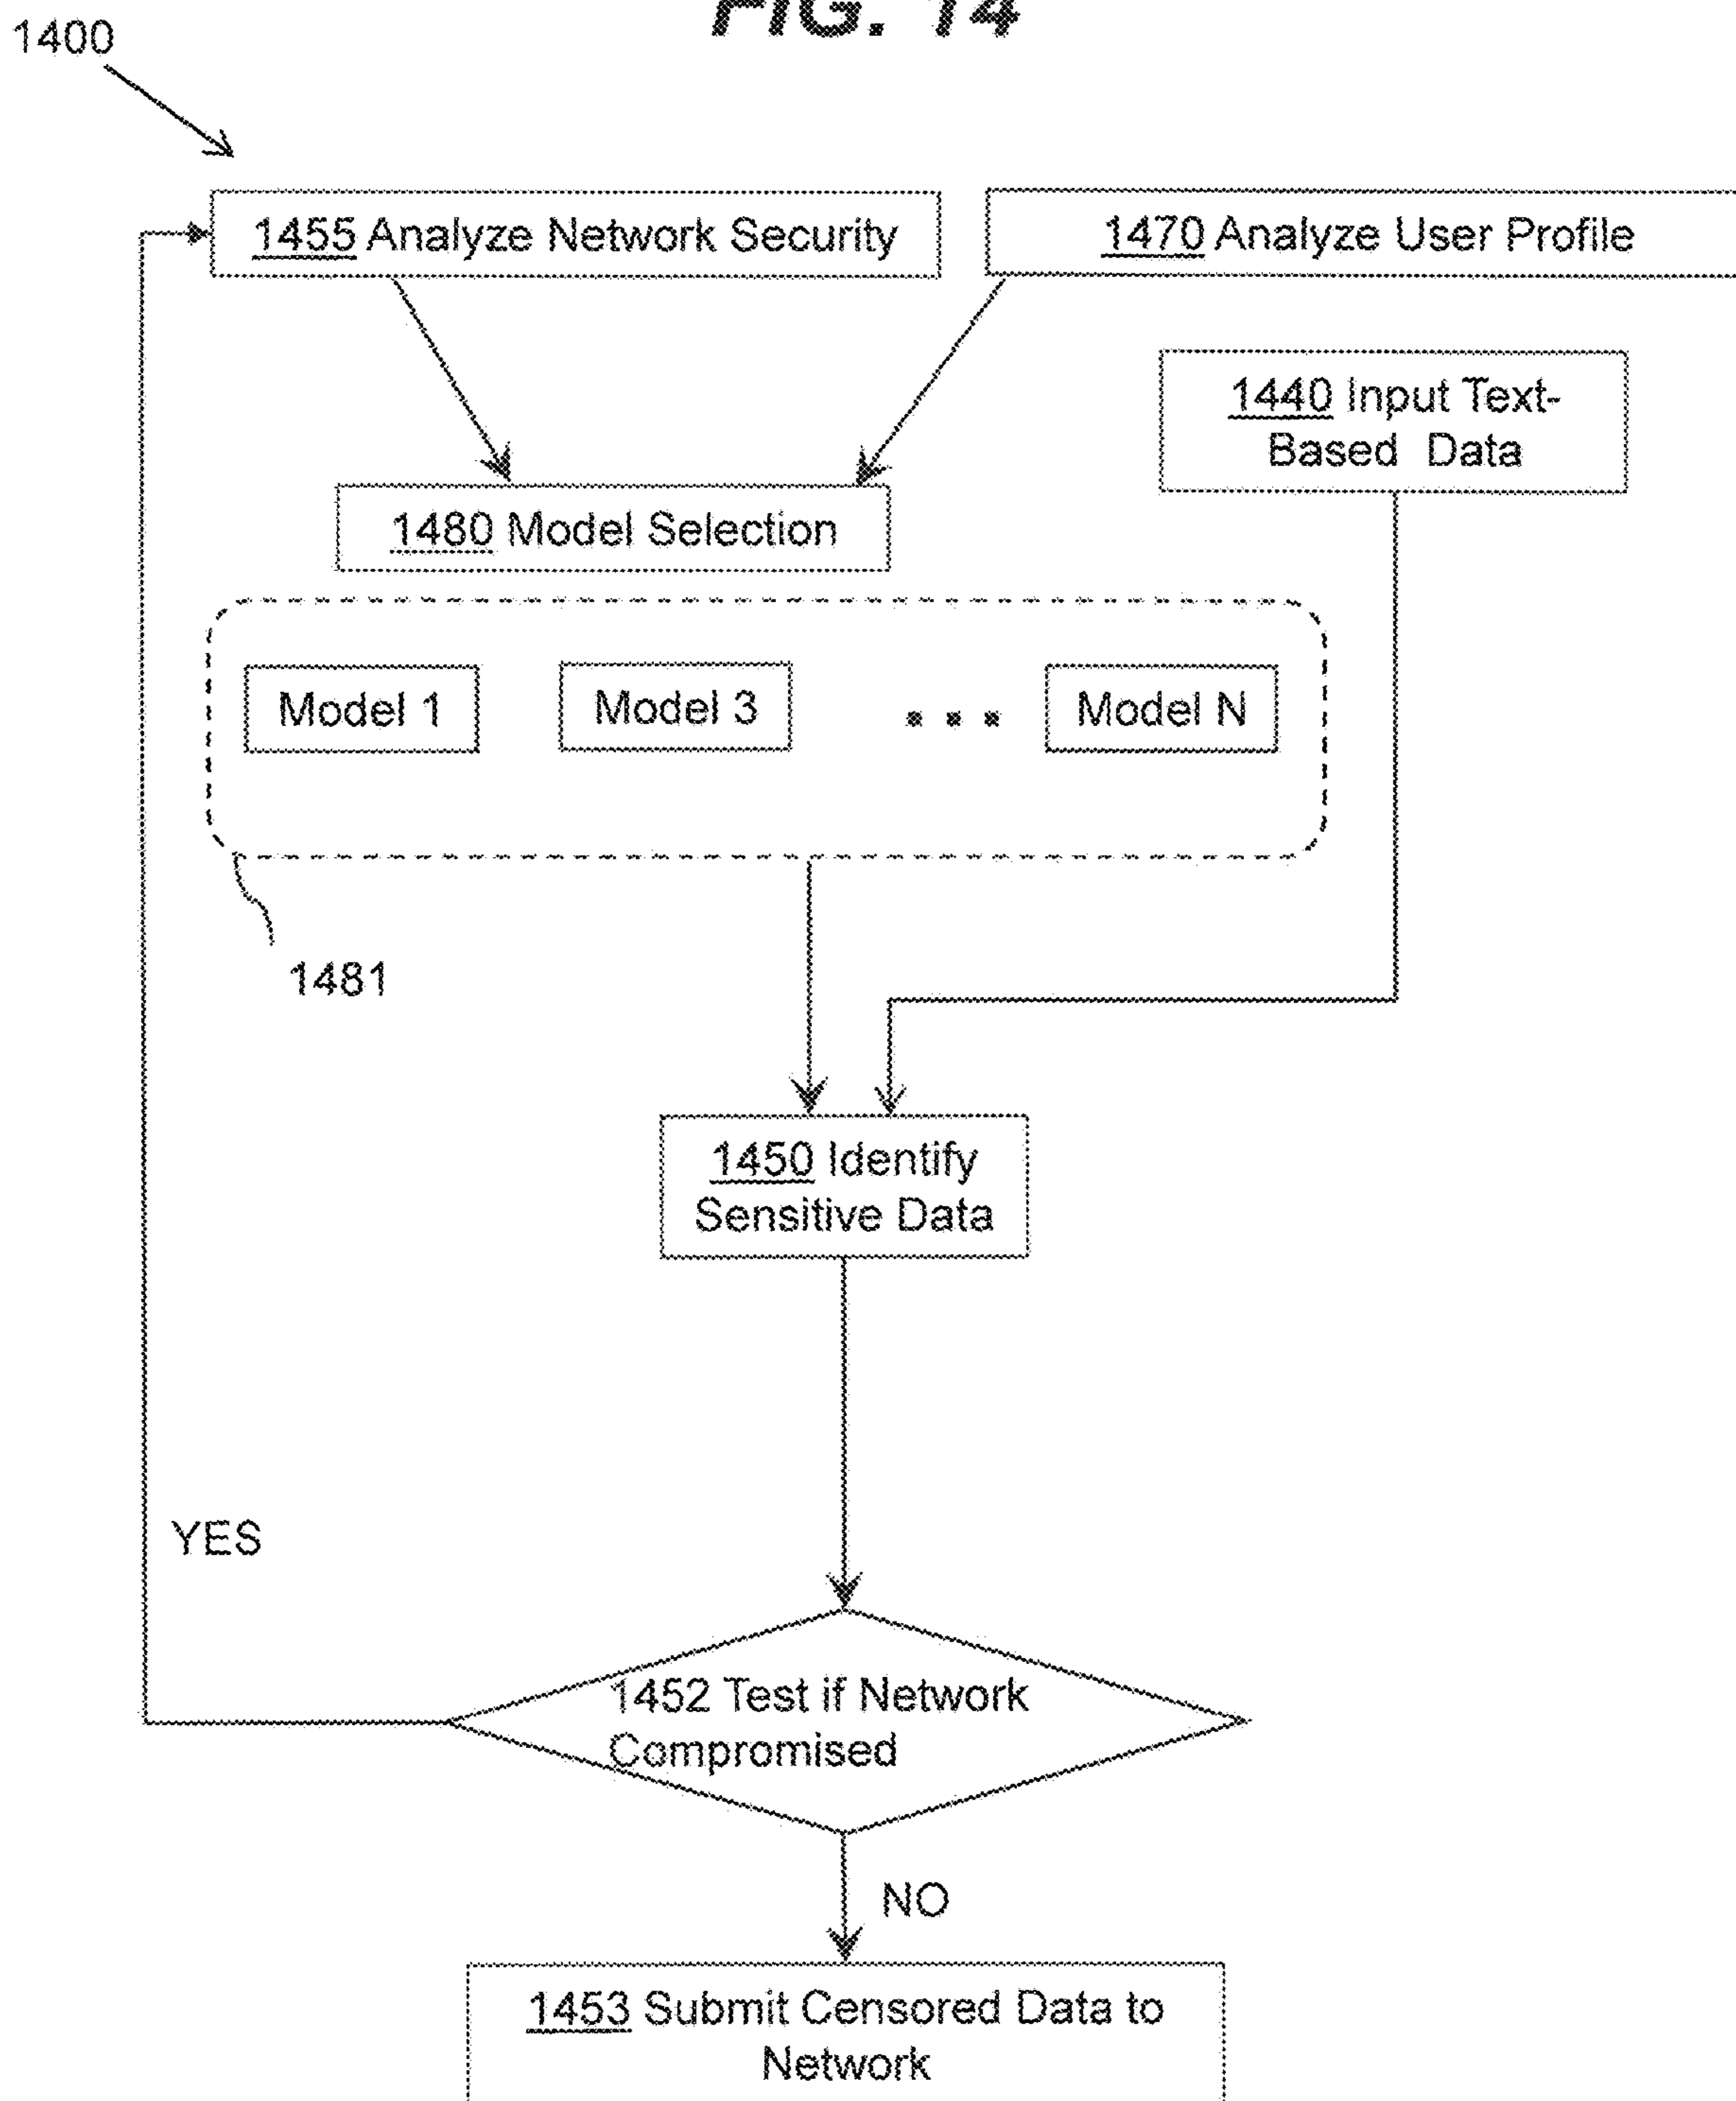 FIG. 14
1400
1455 Analyze Network Security
1470 Analyze User Profile
1440 Input Text-
Based Data
1480 Model Selection
Model 1
Model 3
...
Model N
1481
1450 Identify
Sensitive Data
YES
1452 Test if Network
Compromised
NO
1453 Submit Censored Data to
Network